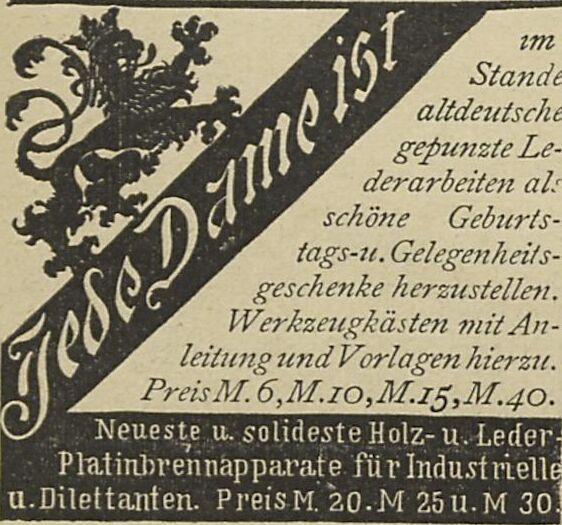 Jede Dame ist
im
Stande
altdeutsche
gepunzte Le-
derarbeiten als
schöne Geburts-
tags-u. Gelegenheits-
geschenke herzustellen.
Werkzeugkästen mit An-
leitung und Vorlagen hierzu.
Preis M. 6, M. 10, M. 15, M. 40.
Neueste u. solideste Holz- u. Leder-
Platinbrennapparate für Industrielle
u. Dilettanten. Preis M. 20. M 25 u. M 30.